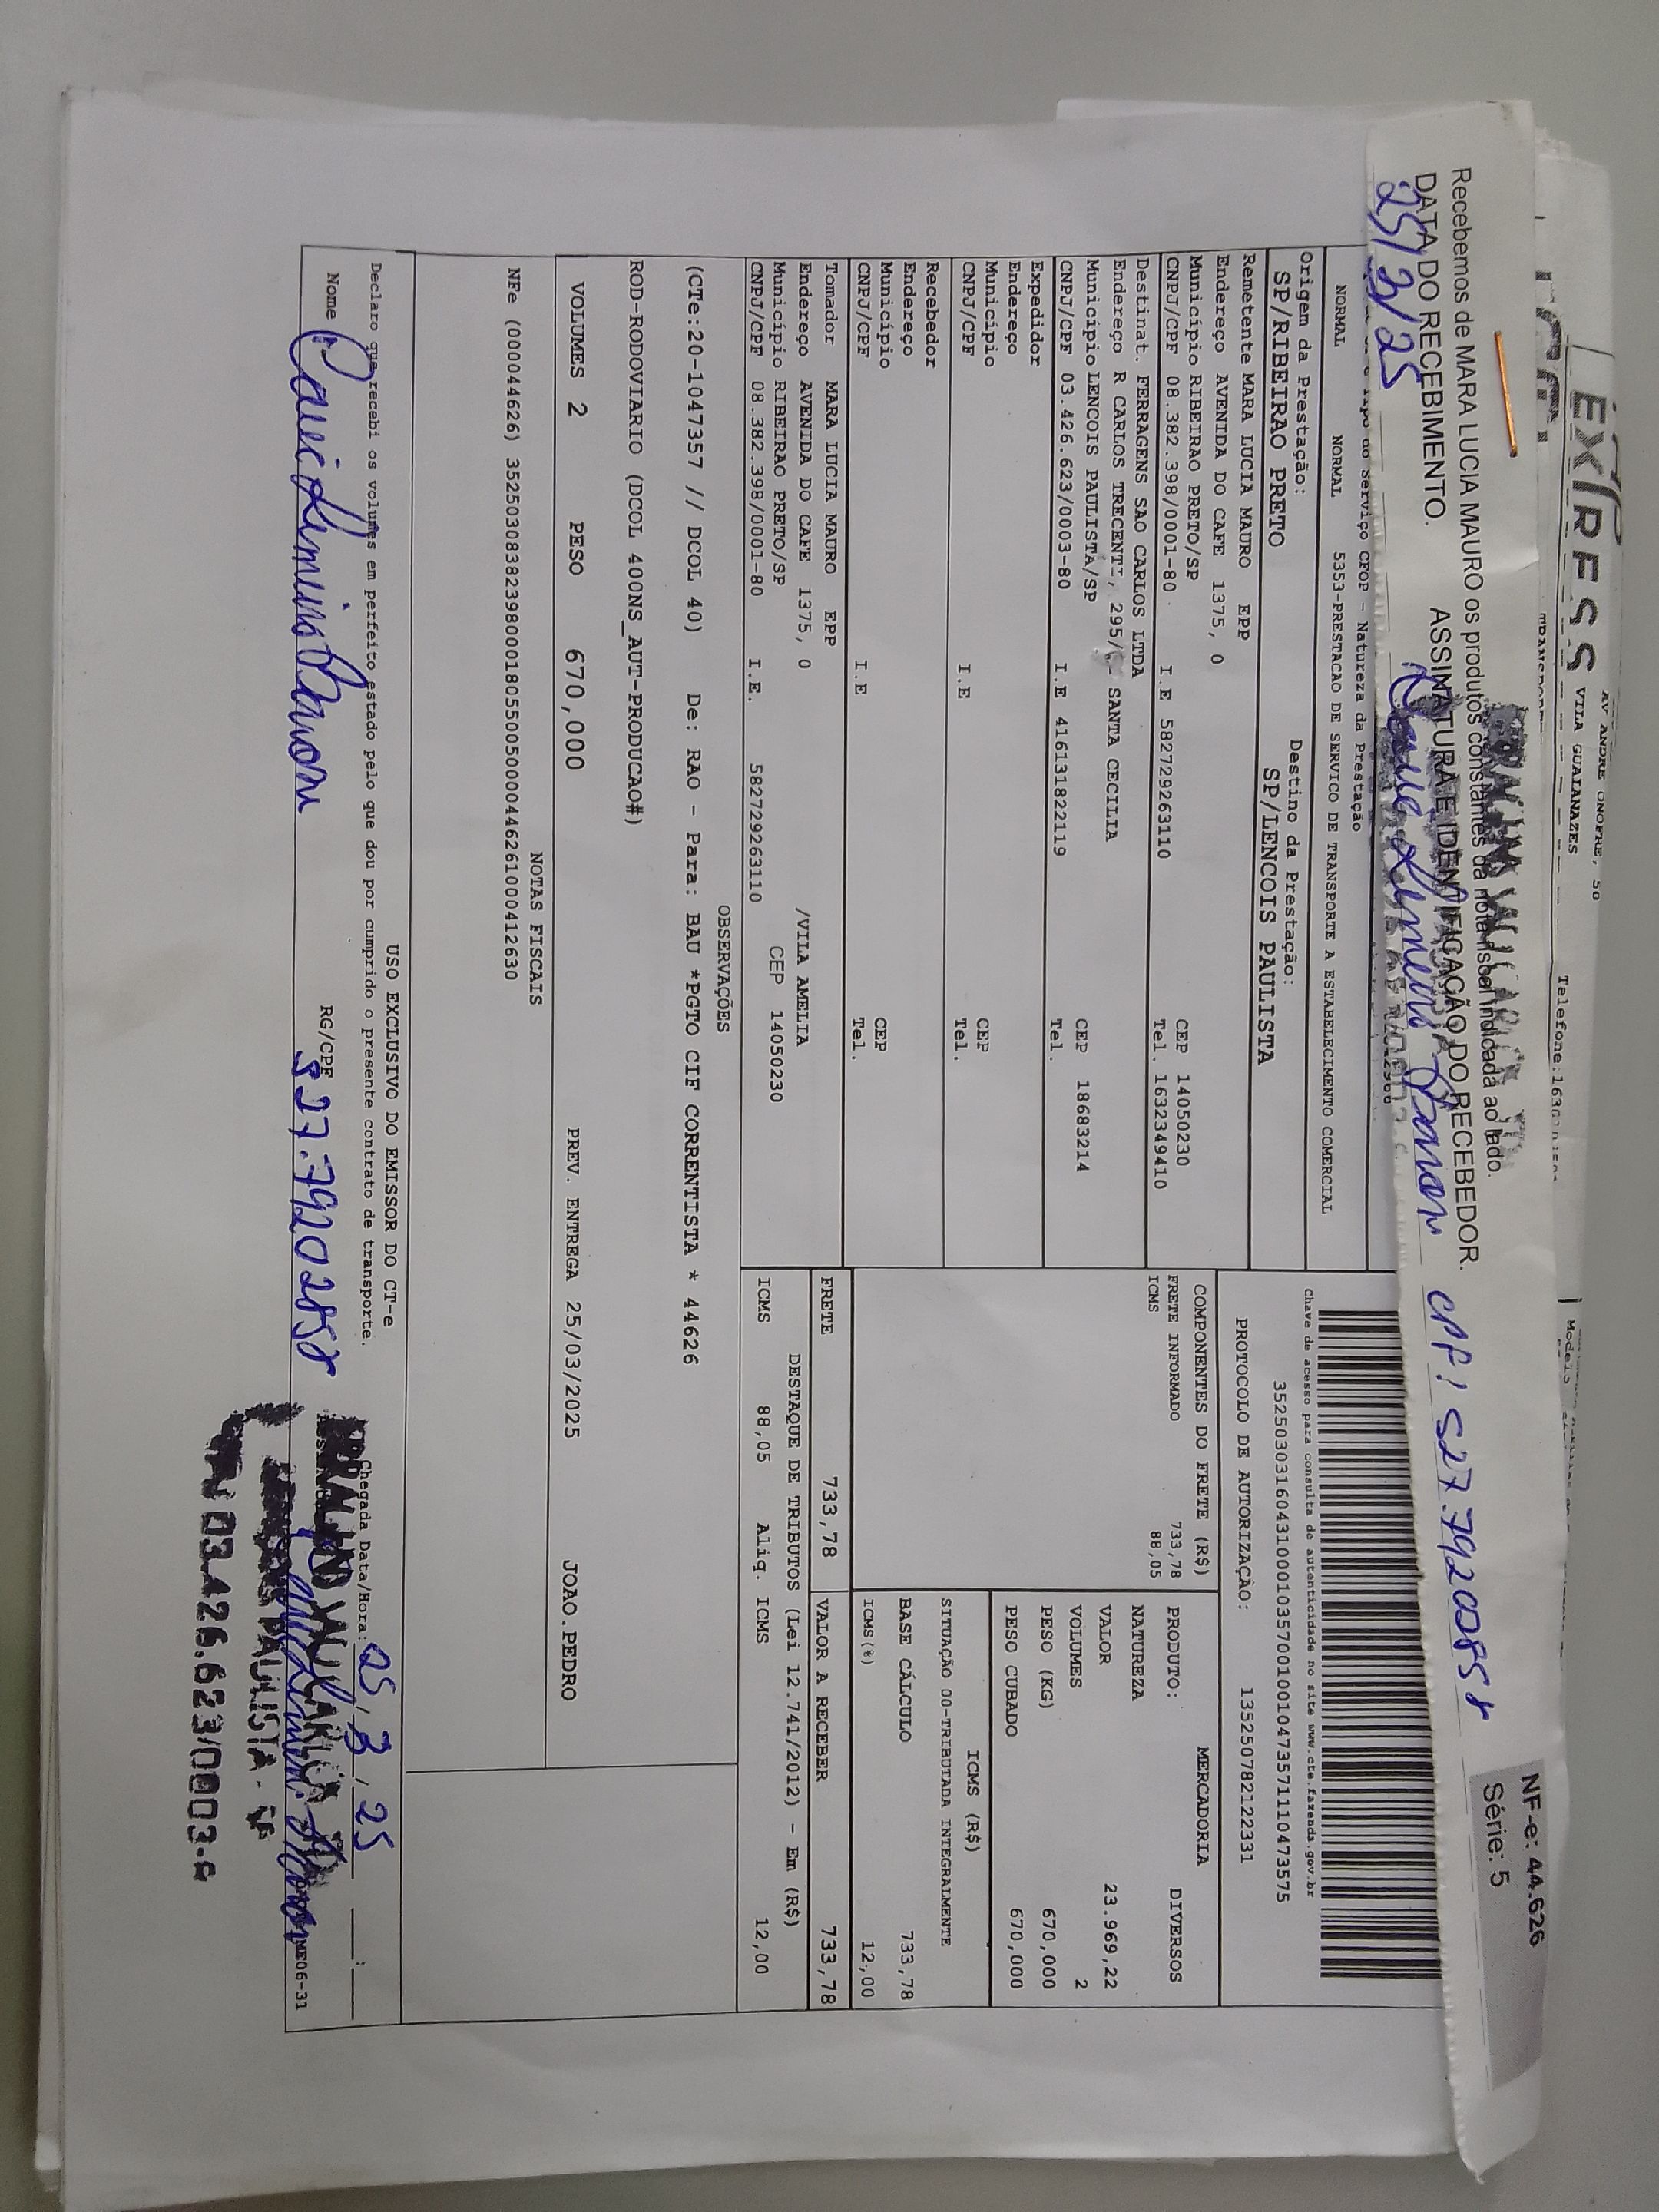 AV ANDRE ONOFRE, 50
VILA GUAIANAZES
EXPRESS
Recebemos de MARA LUCIA MAURO os produtos constantes da nota fiscal indicada ao lado.
DATA DO RECEBIMENTO. ASSINATURA E IDENTIFICAÇÃO DO RECEBEDOR.
25/3/25 CPF: 527.7920858
NF-e: 44.626
Série: 5
do Serviço CFOP - Natureza da Prestação
NORMAL NORMAL 5353-PRESTACAO DE SERVICO DE TRANSPORTE A ESTABELECIMENTO COMERCIAL
Origem da Prestação: Destino da Prestação:
SP/RIBEIRAO PRETO SP/LENCOIS PAULISTA
Remetente MARA LUCIA MAURO EPP
Endereço AVENIDA DO CAFE 1375, 0
Município RIBEIRAO PRETO/SP CEP 14050230
CNPJ/CPF 08.382.398/0001-80 I.E 582729263110 Tel. 1632349410
Destinat. FERRAGENS SAO CARLOS LTDA
Endereço R CARLOS TRECENTI, 295/ SANTA CECILIA
Município LENCOIS PAULISTA/SP CEP 18683214
CNPJ/CPF 03.426.623/0003-80 I.E 416131822119 Tel.
Expedidor
Endereço
Município CEP
CNPJ/CPF I.E Tel.
Recebedor
Endereço
Município CEP
CNPJ/CPF I.E Tel.
Tomador MARA LUCIA MAURO EPP
Endereço AVENIDA DO CAFE 1375, 0 /VILA AMELIA
Município RIBEIRAO PRETO/SP CEP 14050230
CNPJ/CPF 08.382.398/0001-80 I.E. 582729263110
Chave de acesso para consulta de autenticidade no site www.cte.fazenda.gov.br
35250303160431000103570010010473571110473575
PROTOCOLO DE AUTORIZAÇÃO: 135250782122331
COMPONENTES DO FRETE (R$)
FRETE INFORMADO 733,78
ICMS 88,05
MERCADORIA
PRODUTO: DIVERSOS
NATUREZA
VALOR 23.969,22
VOLUMES 2
PESO (KG) 670,000
PESO CUBADO 670,000
ICMS (R$)
SITUAÇÃO 00-TRIBUTADA INTEGRALMENTE
BASE CÁLCULO 733,78
ICMS(%) 12,00
FRETE 733,78 VALOR A RECEBER 733,78
DESTAQUE DE TRIBUTOS (Lei 12.741/2012) - Em (R$)
ICMS 88,05 Aliq. ICMS 12,00
OBSERVAÇÕES
(CTe:20-1047357 // DCOL 40) De: RAO - Para: BAU *PGTO CIF CORRENTISTA * 44626
ROD-RODOVIARIO (DCOL 400NS_AUT-PRODUCAO#)
VOLUMES 2 PESO 670,000 PREV. ENTREGA 25/03/2025 JOAO.PEDRO
NOTAS FISCAIS
NFe (000044626) 35250308382398000180550050000446261000412630
USO EXCLUSIVO DO EMISSOR DO CT-e
Declaro que recebi os volumes em perfeito estado pelo que dou por cumprido o presente contrato de transporte.
Chegada Data/Hora: 25/3/25
Nome RG/CPF 527.7920858
PAULISTA -
03.426.623/0003-